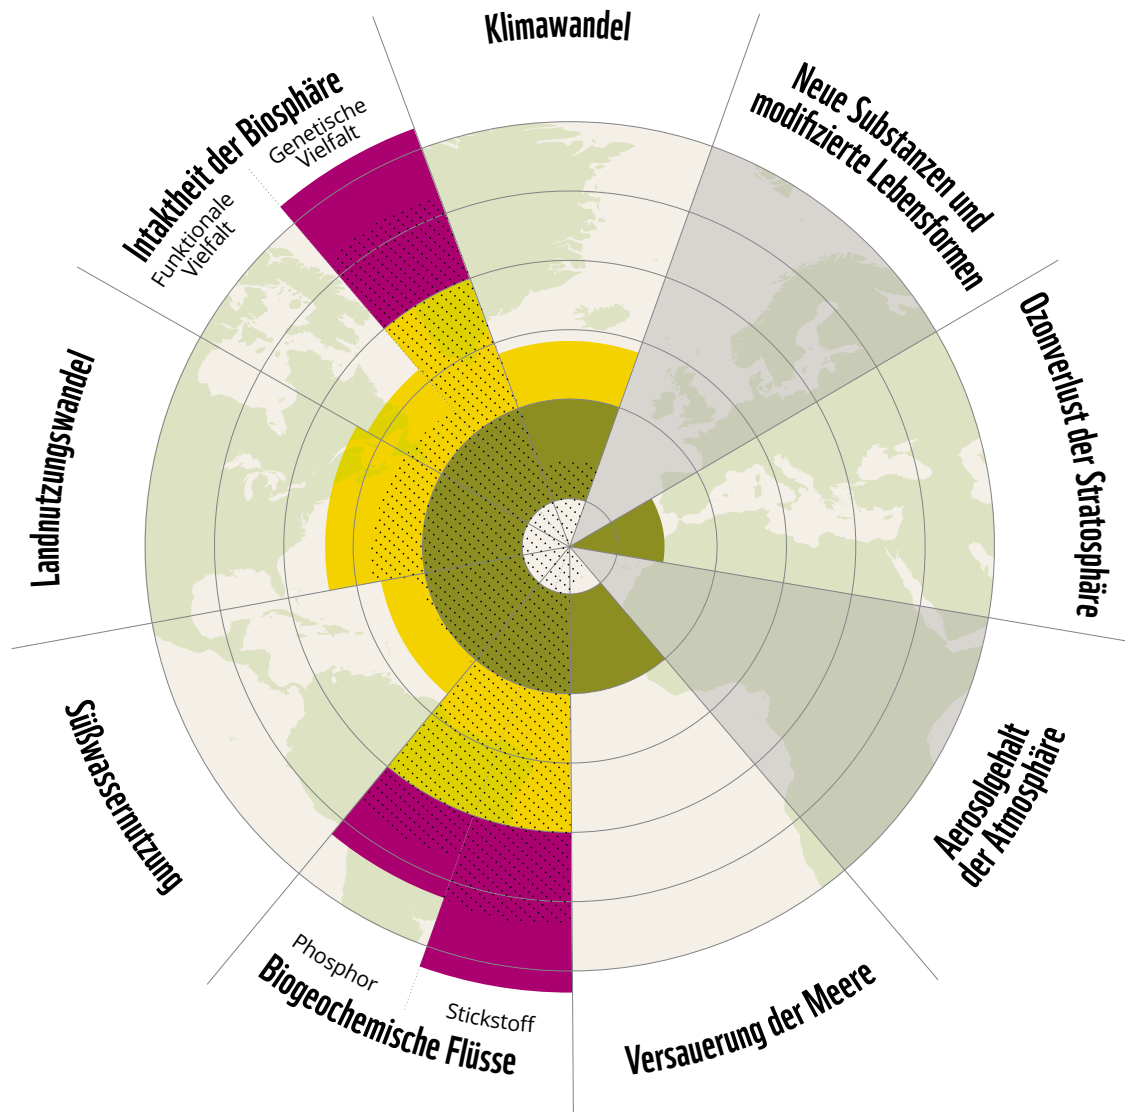 Klimawandel
Neue Substanzen und
modifizierte Lebensformen
Ozonverlust der Stratosphäre
Aerosolgehalt
der Atmosphäre
Versauerung der Meere
Stickstoff
Phosphor
Biogeochemische Flüsse
Süßwassernutzung
Landnutzungswandel
Intaktheit der Biosphäre
Funktionale
Vielfalt
Genetische
Vielfalt